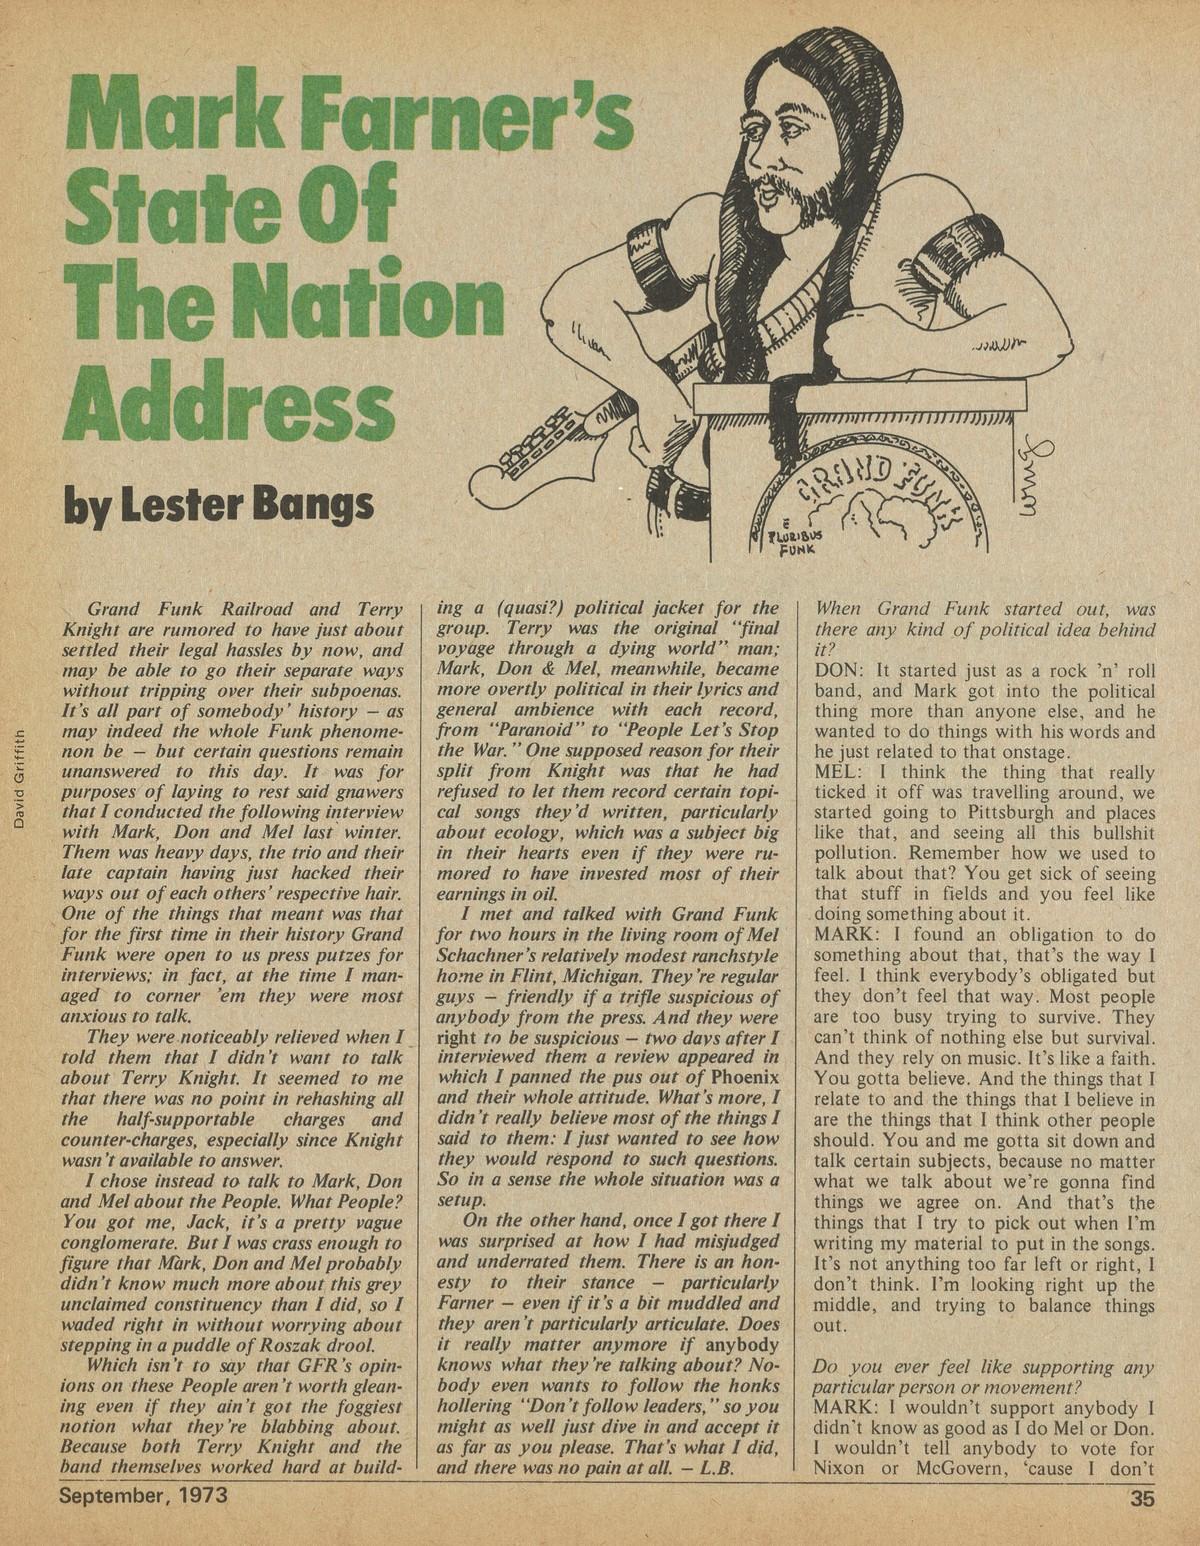 Mark Farner's
State Of
The Nation
Address
by Lester Bangs
GRAND FUNK
E
PLURIBUS
FUNK
David Griffith
Grand Funk Railroad and Terry
Knight are rumored to have just about
settled their legal hassles by now, and
may be able to go their separate ways
without tripping over their subpoenas.
It's all part of somebody' history — as
may indeed the whole Funk phenome-
non be — but certain questions remain
unanswered to this day. It was for
purposes of laying to rest said gnawers
that I conducted the following interview
with Mark, Don and Mel last winter.
Them was heavy days, the trio and their
late captain having just hacked their
ways out of each others' respective hair.
One of the things that meant was that
for the first time in their history Grand
Funk were open to us press putzes for
interviews; in fact, at the time I man-
aged to corner 'em they were most
anxious to talk.
They were noticeably relieved when I
told them that I didn't want to talk
about Terry Knight. It seemed to me
that there was no point in rehashing all
the half-supportable charges and
counter-charges, especially since Knight
wasn't available to answer.
I chose instead to talk to Mark, Don
and Mel about the People. What People?
You got me, Jack, it's a pretty vague
conglomerate. But I was crass enough to
figure that Mark, Don and Mel probably
didn't know much more about this grey
unclaimed constituency than I did, so I
waded right in without worrying about
stepping in a puddle of Roszak drool.
Which isn't to say that GFR's opin-
ions on these People aren't worth glean-
ing even if they ain't got the foggiest
notion what they're blabbing about.
Because both Terry Knight and the
band themselves worked hard at build-
ing a (quasi?) political jacket for the
group. Terry was the original "final
voyage through a dying world" man;
Mark, Don & Mel, meanwhile, became
more overtly political in their lyrics and
general ambience with each record,
from "Paranoid" to "People Let's Stop
the War." One supposed reason for their
split from Knight was that he had
refused to let them record certain topi-
cal songs they'd written, particularly
about ecology, which was a subject big
in their hearts even if they were ru-
mored to have invested most of their
earnings in oil.
I met and talked with Grand Funk
for two hours in the living room of Mel
Schachner's relatively modest ranchstyle
home in Flint, Michigan. They're regular
guys — friendly if a trifle suspicious of
anybody from the press. And they were
right to be suspicious — two days after I
interviewed them a review appeared in
which I panned the pus out of Phoenix
and their whole attitude. What's more, I
didn't really believe most of the things I
said to them: I just wanted to see how
they would respond to such questions.
So in a sense the whole situation was a
setup.
On the other hand, once I got there I
was surprised at how I had misjudged
and underrated them. There is an hon-
esty to their stance — particularly
Farner — even if it's a bit muddled and
they aren't particularly articulate. Does
it really matter anymore if anybody
knows what they're talking about? No-
body even wants to follow the honks
hollering "Don't follow leaders," so you
might as well just dive in and accept it
as far as you please. That's what I did,
and there was no pain at all. — L.B.
When Grand Funk started out, was
there any kind of political idea behind
it?
DON: It started just as a rock 'n' roll
band, and Mark got into the political
thing more than anyone else, and he
wanted to do things with his words and
he just related to that onstage.
MEL: I think the thing that really
ticked it off was travelling around, we
started going to Pittsburgh and places
like that, and seeing all this bullshit
pollution. Remember how we used to
talk about that? You get sick of seeing
that stuff in fields and you feel like
doing something about it.
MARK: I found an obligation to do
something about that, that's the way I
feel. I think everybody's obligated but
they don't feel that way. Most people
are too busy trying to survive. They
can't think of nothing else but survival.
And they rely on music. It's like a faith.
You gotta believe. And the things that I
relate to and the things that I believe in
are the things that I think other people
should. You and me gotta sit down and
talk certain subjects, because no matter
what we talk about we're gonna find
things we agree on. And that's the
things that I try to pick out when I'm
writing my material to put in the songs.
It's not anything too far left or right, I
don't think. I'm looking right up the
middle, and trying to balance things
out.
Do you ever feel like supporting any
particular person or movement?
MARK: I wouldn't support anybody I
didn't know as good as I do Mel or Don.
I wouldn't tell anybody to vote for
Nixon or McGovern, 'cause I don't
September, 1973
35